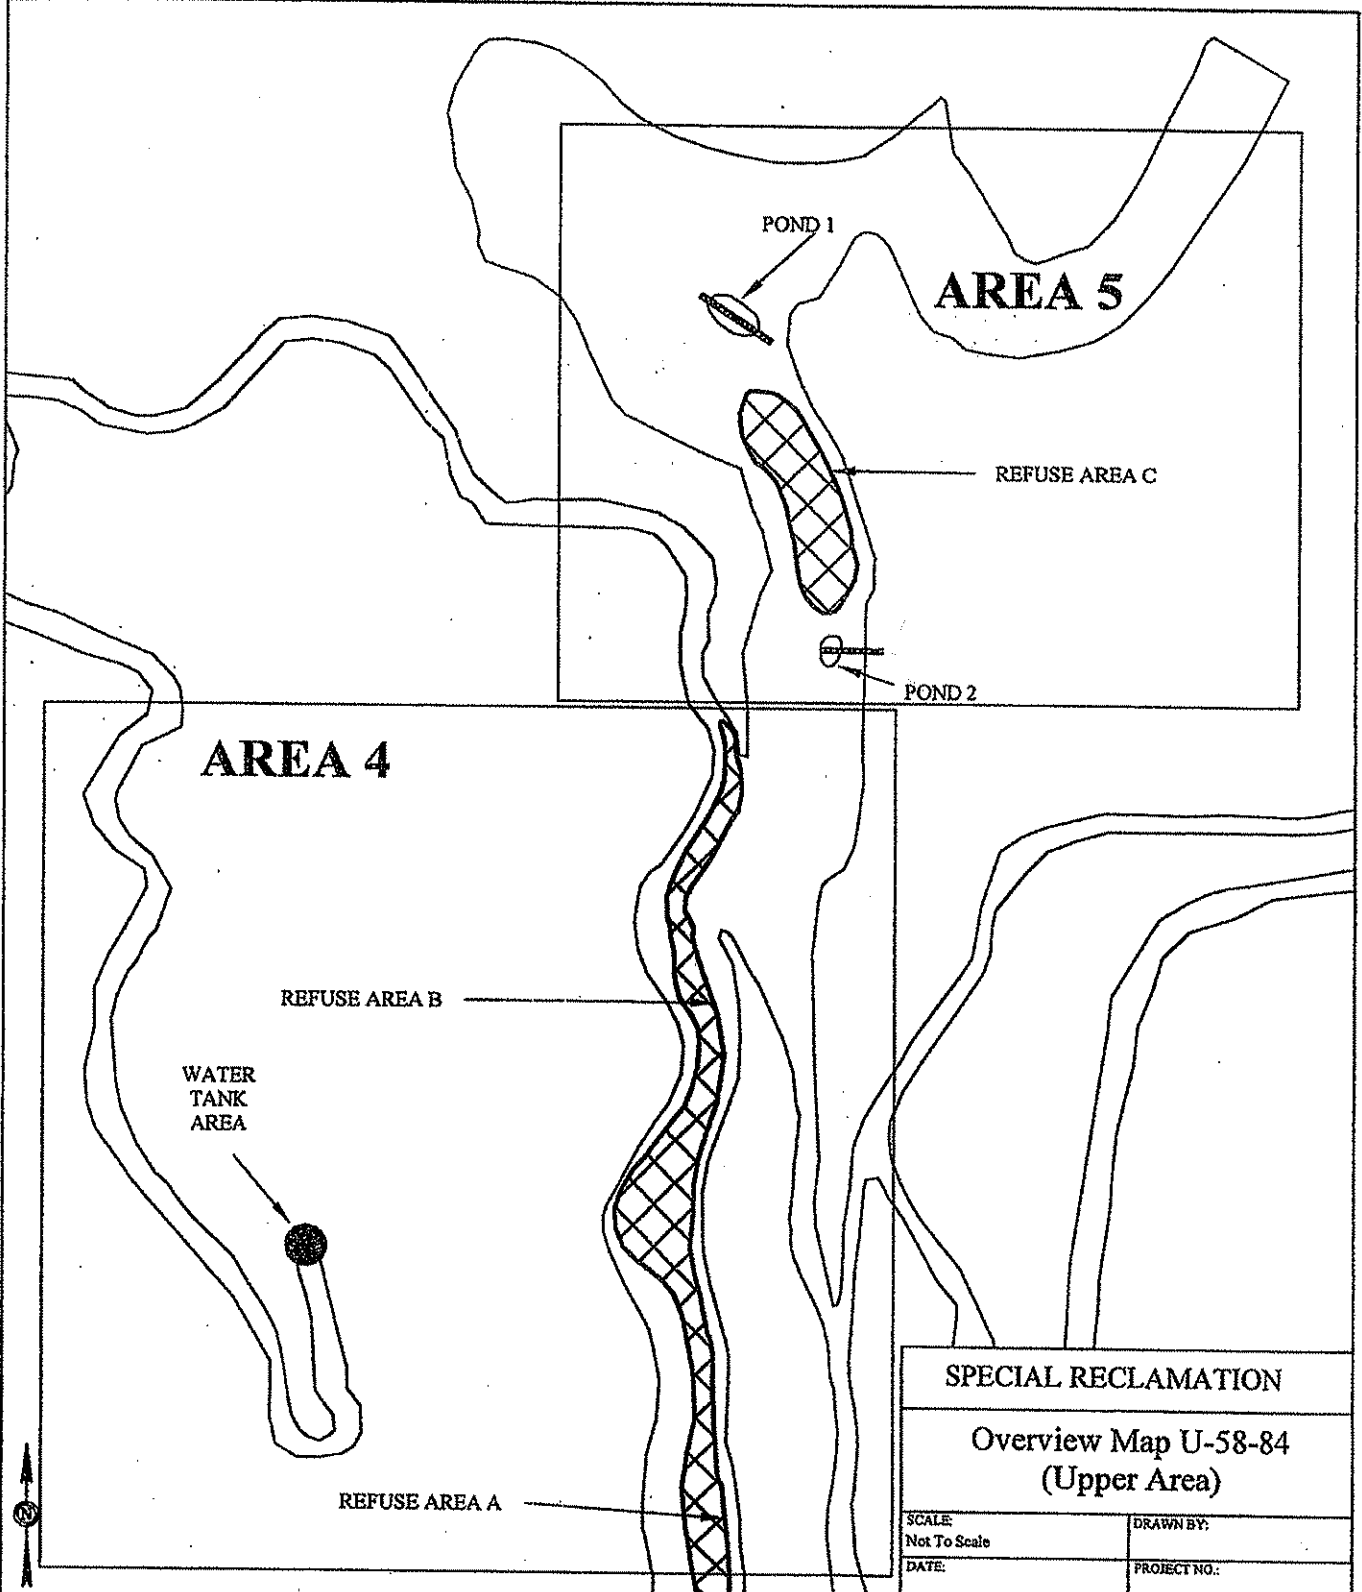 POND 1
AREA 5
REFUSE AREA C
POND 2
AREA 4
REFUSE AREA B
WATER
TANK
AREA
REFUSE AREA A
N
SPECIAL RECLAMATION
Overview Map U-58-84
(Upper Area)
SCALE:
Not To Scale
DRAWN BY:
DATE:
PROJECT NO.: